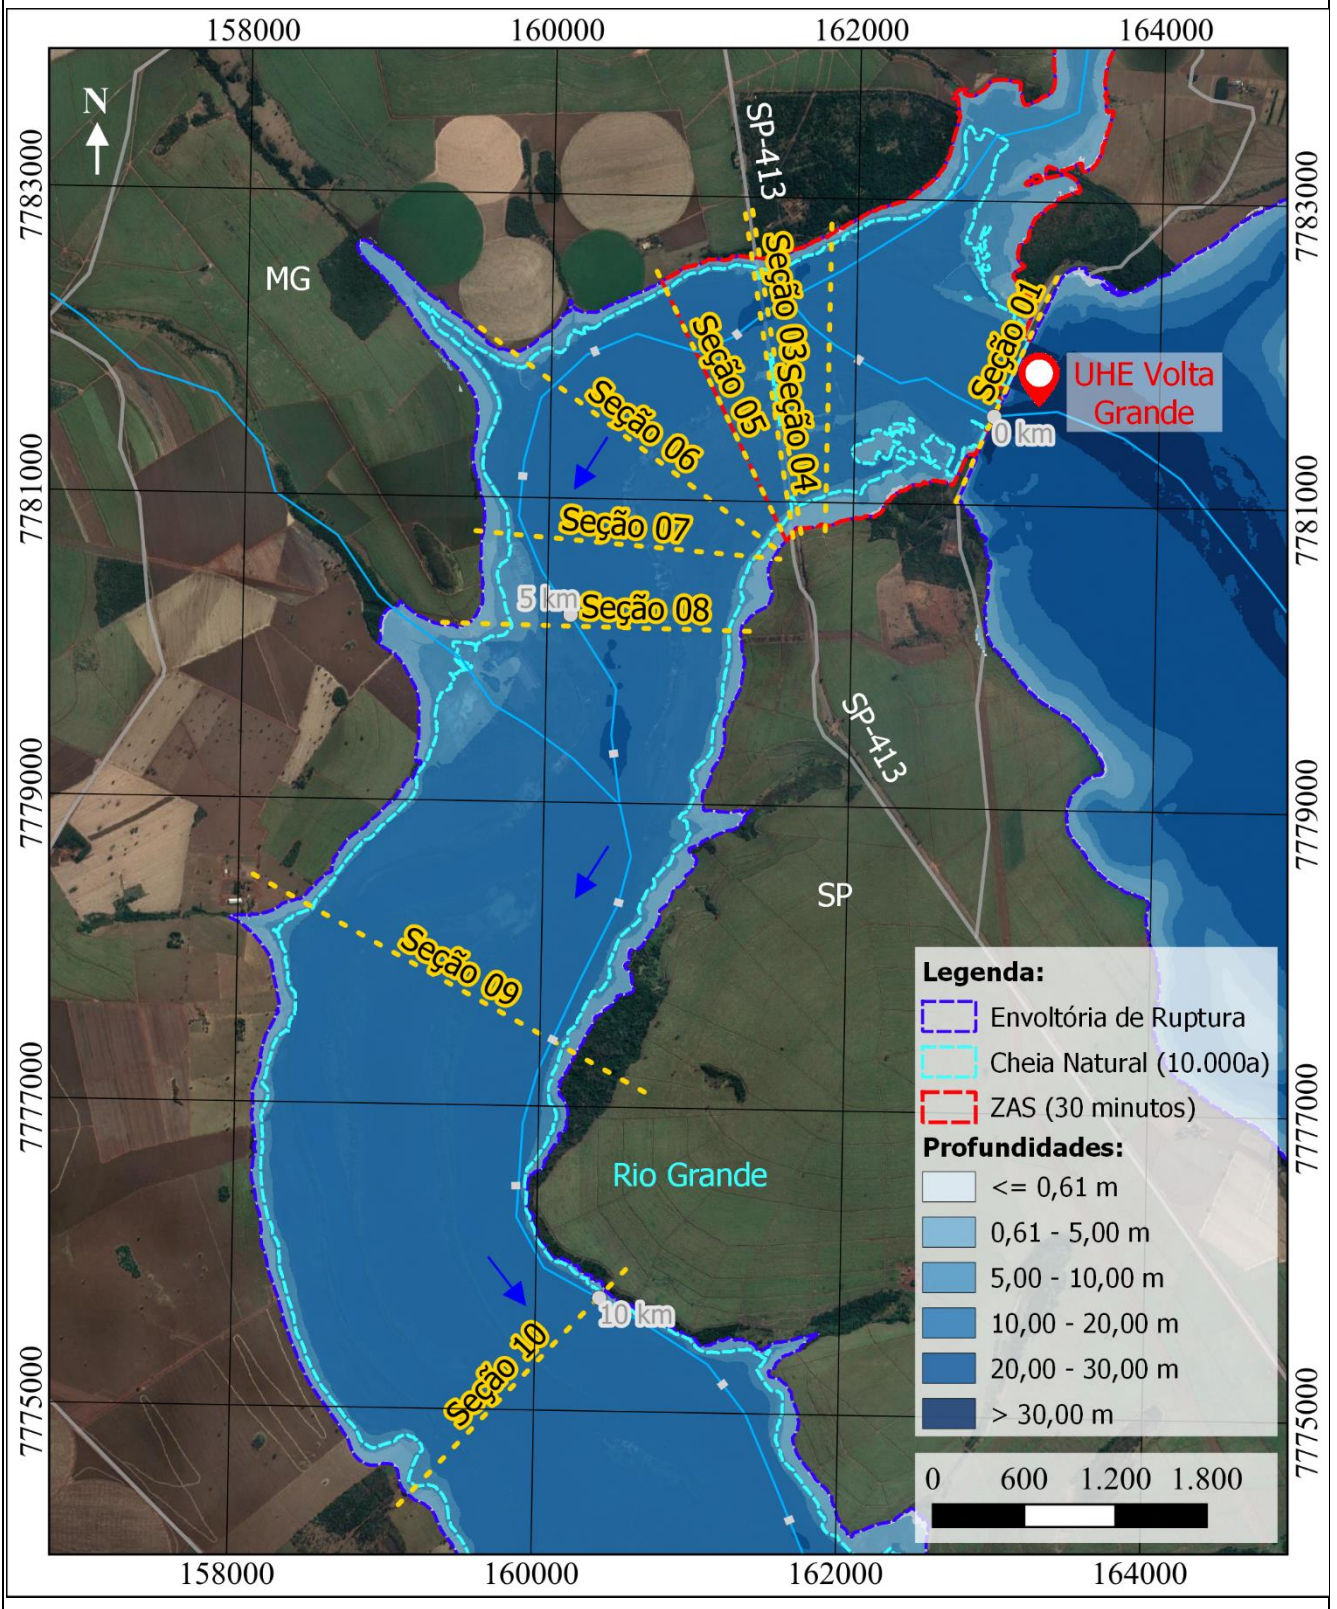 158000
160000
162000
164000
N
SP-413
7783000
7783000
MG
Seção 03
Seção 04
Seção 01
Seção 05
UHE Volta
Grande
0 km
Seção 06
7781000
7781000
Seção 07
5 km
Seção 08
SP-413
7779000
7779000
SP
Seção 09
Legenda:
Envoltória de Ruptura
Cheia Natural (10.000a)
ZAS (30 minutos)
Profundidades:
<= 0,61 m
0,61 - 5,00 m
5,00 - 10,00 m
10,00 - 20,00 m
20,00 - 30,00 m
> 30,00 m
7777000
7777000
Rio Grande
10 km
Seção 10
7775000
7775000
0 600 1.200 1.800
158000
160000
162000
164000